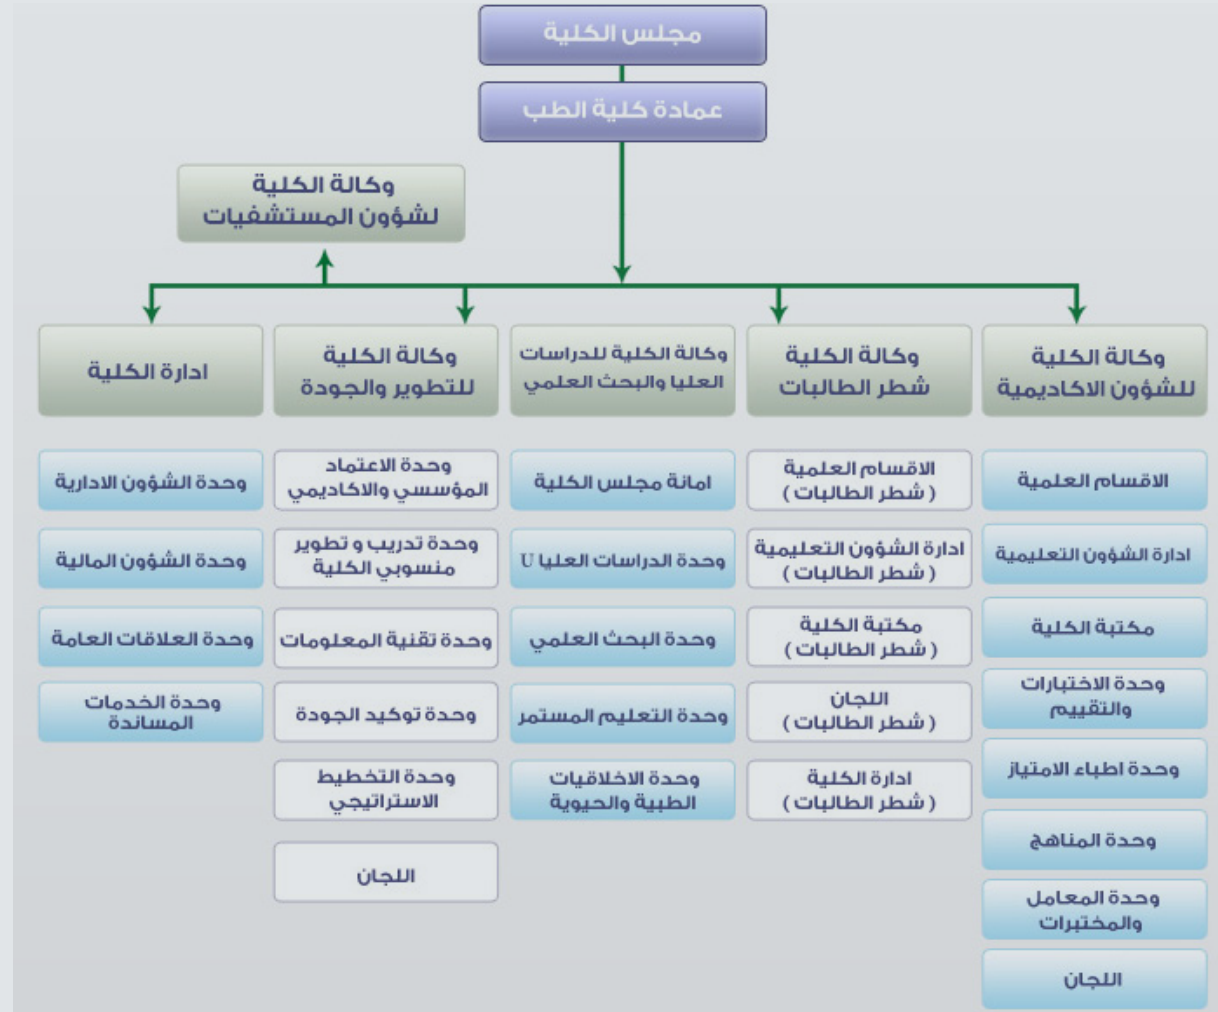 مجلس الكلية
عمادة كلية الطب
وكالة الكلية
لشؤون المستشفيات
وكالة الكلية
للشؤون الاكاديمية
وكالة الكلية
شطر الطالبات
وكالة الكلية للدراسات
العليا والبحث العلمي
وكالة الكلية
للتطوير والجودة
ادارة الكلية
الاقسام العلمية
ادارة الشؤون التعليمية
مكتبة الكلية
وحدة الاختبارات
والتقييم
وحدة اطباء الامتياز
وحدة المناهج
وحدة المعامل
والمختبرات
اللجان
الاقسام العلمية
( شطر الطالبات )
ادارة الشؤون التعليمية
( شطر الطالبات )
مكتبة الكلية
( شطر الطالبات )
اللجان
( شطر الطالبات )
ادارة الكلية
( شطر الطالبات )
امانة مجلس الكلية
وحدة الدراسات العليا U
وحدة البحث العلمي
وحدة التعليم المستمر
وحدة الاخلاقيات
الطبية والحيوية
وحدة الاعتماد
المؤسسي والاكاديمي
وحدة تدريب و تطوير
منسوبي الكلية
وحدة تقنية المعلومات
وحدة توكيد الجودة
وحدة التخطيط
الاستراتيجي
اللجان
وحدة الشؤون الادارية
وحدة الشؤون المالية
وحدة العلاقات العامة
وحدة الخدمات
المساندة